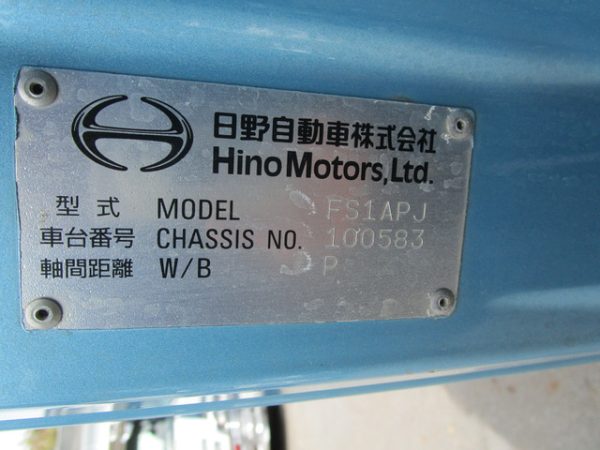 日野自動車株式会社
Hino Motors, Ltd.
型式 MODEL FS1APJ
車台番号 CHASSIS NO. 100583
軸間距離 W/B P